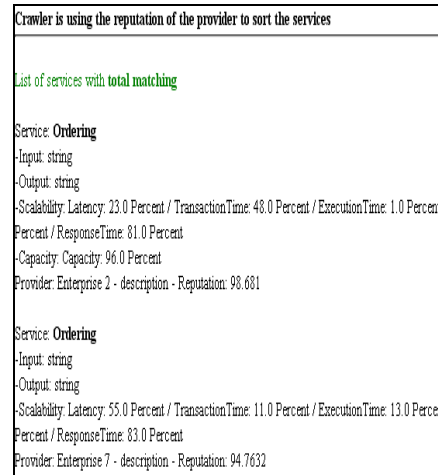 Crawler is using the reputation of the provider to sort the services
List of services with total matching
Service: Ordering
-Input: string
-Output: string
-Scalability: Latency: 23.0 Percent / TransactionTime: 48.0 Percent / ExecutionTime: 1.0 Percent
Percent / ResponseTime: 81.0 Percent
-Capacity: Capacity: 96.0 Percent
Provider: Enterprise 2 - description - Reputation: 98.681
Service: Ordering
-Input: string
-Output: string
-Scalability: Latency: 55.0 Percent / TransactionTime: 11.0 Percent / ExecutionTime: 13.0 Perce
Percent / ResponseTime: 83.0 Percent
Provider: Enterprise 7 - description - Reputation: 94.7632